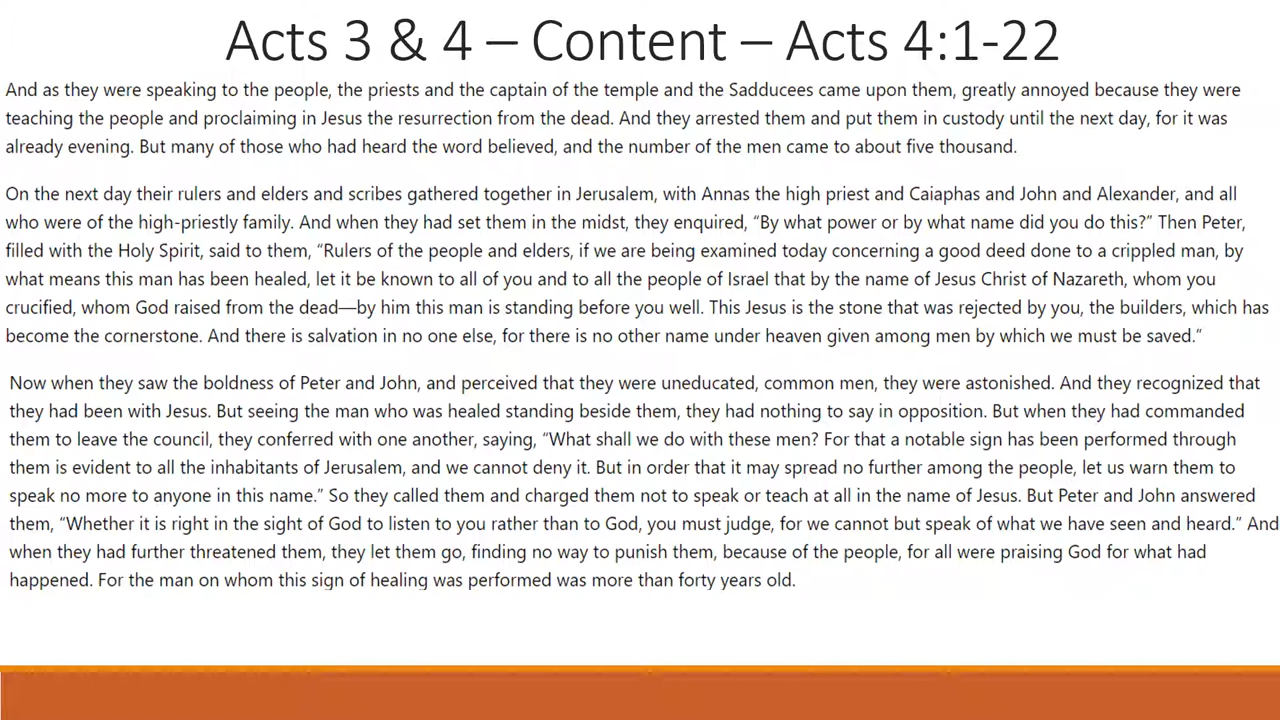 Acts 3 & 4 – Content – Acts 4:1-22
And as they were speaking to the people, the priests and the captain of the temple and the Sadducees came upon them, greatly annoyed because they were
teaching the people and proclaiming in Jesus the resurrection from the dead. And they arrested them and put them in custody until the next day, for it was
already evening. But many of those who had heard the word believed, and the number of the men came to about five thousand.
On the next day their rulers and elders and scribes gathered together in Jerusalem, with Annas the high priest and Caiaphas and John and Alexander, and all
who were of the high-priestly family. And when they had set them in the midst, they enquired, “By what power or by what name did you do this?” Then Peter,
filled with the Holy Spirit, said to them, “Rulers of the people and elders, if we are being examined today concerning a good deed done to a crippled man, by
what means this man has been healed, let it be known to all of you and to all the people of Israel that by the name of Jesus Christ of Nazareth, whom you
crucified, whom God raised from the dead—by him this man is standing before you well. This Jesus is the stone that was rejected by you, the builders, which has
become the cornerstone. And there is salvation in no one else, for there is no other name under heaven given among men by which we must be saved.”
Now when they saw the boldness of Peter and John, and perceived that they were uneducated, common men, they were astonished. And they recognized that
they had been with Jesus. But seeing the man who was healed standing beside them, they had nothing to say in opposition. But when they had commanded
them to leave the council, they conferred with one another, saying, “What shall we do with these men? For that a notable sign has been performed through
them is evident to all the inhabitants of Jerusalem, and we cannot deny it. But in order that it may spread no further among the people, let us warn them to
speak no more to anyone in this name.” So they called them and charged them not to speak or teach at all in the name of Jesus. But Peter and John answered
them, “Whether it is right in the sight of God to listen to you rather than to God, you must judge, for we cannot but speak of what we have seen and heard.” And
when they had further threatened them, they let them go, finding no way to punish them, because of the people, for all were praising God for what had
happened. For the man on whom this sign of healing was performed was more than forty years old.